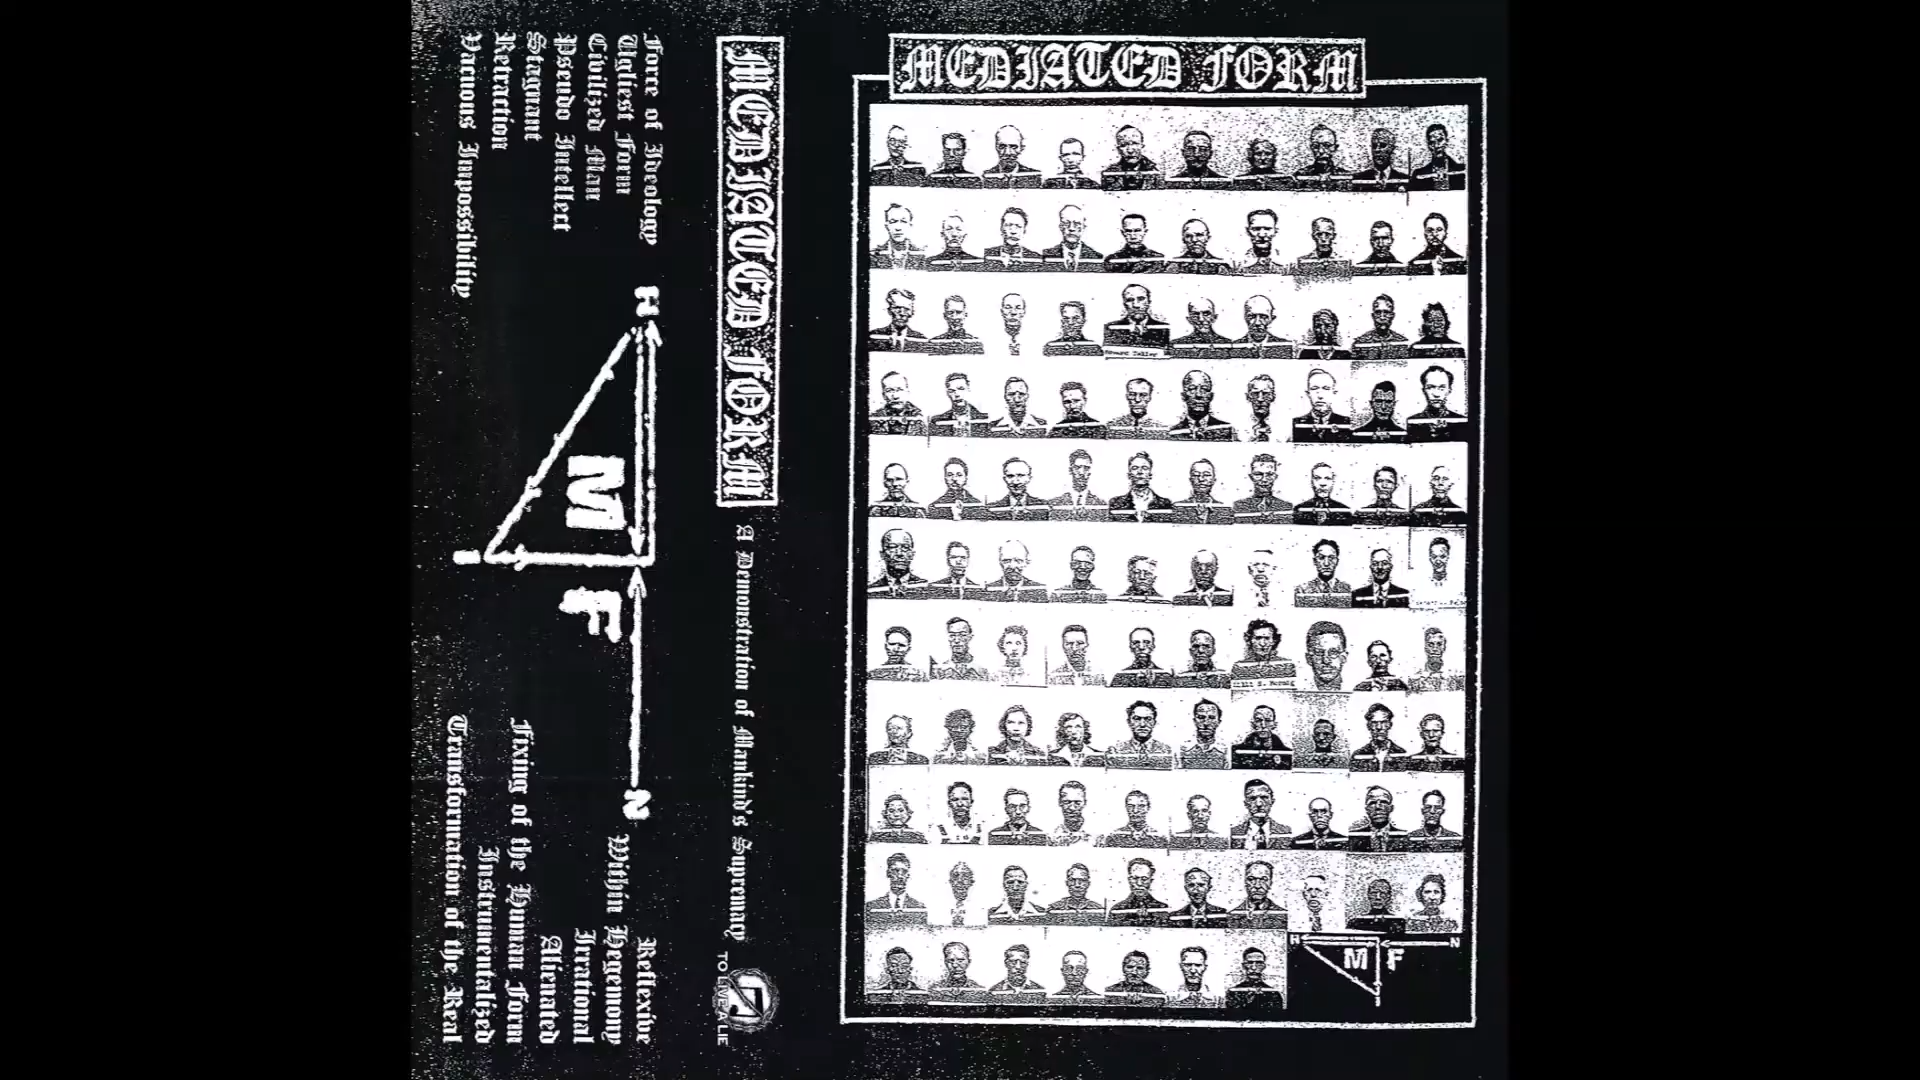 Force of Ideology
Ugliest Form
Civilized Man
Pseudo Intellect
Stagnant
Retraction
Vacuous Impossibility
H
M
I
F
N
Reflexive
Within Hegemony
Irrational
Alienated
Fixing of the Human Form
Instrumentalized
Transformation of the Real
MEDIATED FORM
A Demonstration of Mankind's Supremacy
TO LIVE A LIE
MEDIATED FORM
H
N
M F
I